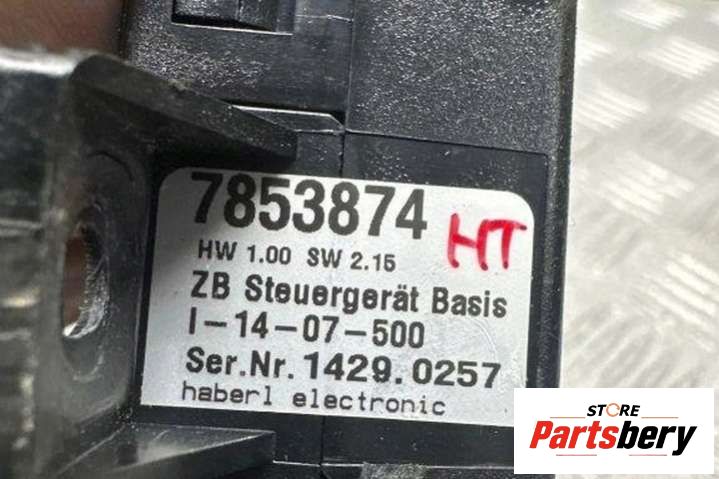 7853874
HT
HW 1.00 SW 2.15
ZB Steuergerät Basis
I-14-07-500
Ser.Nr. 1429.0257
haberl electronic
STORE
Partsbery